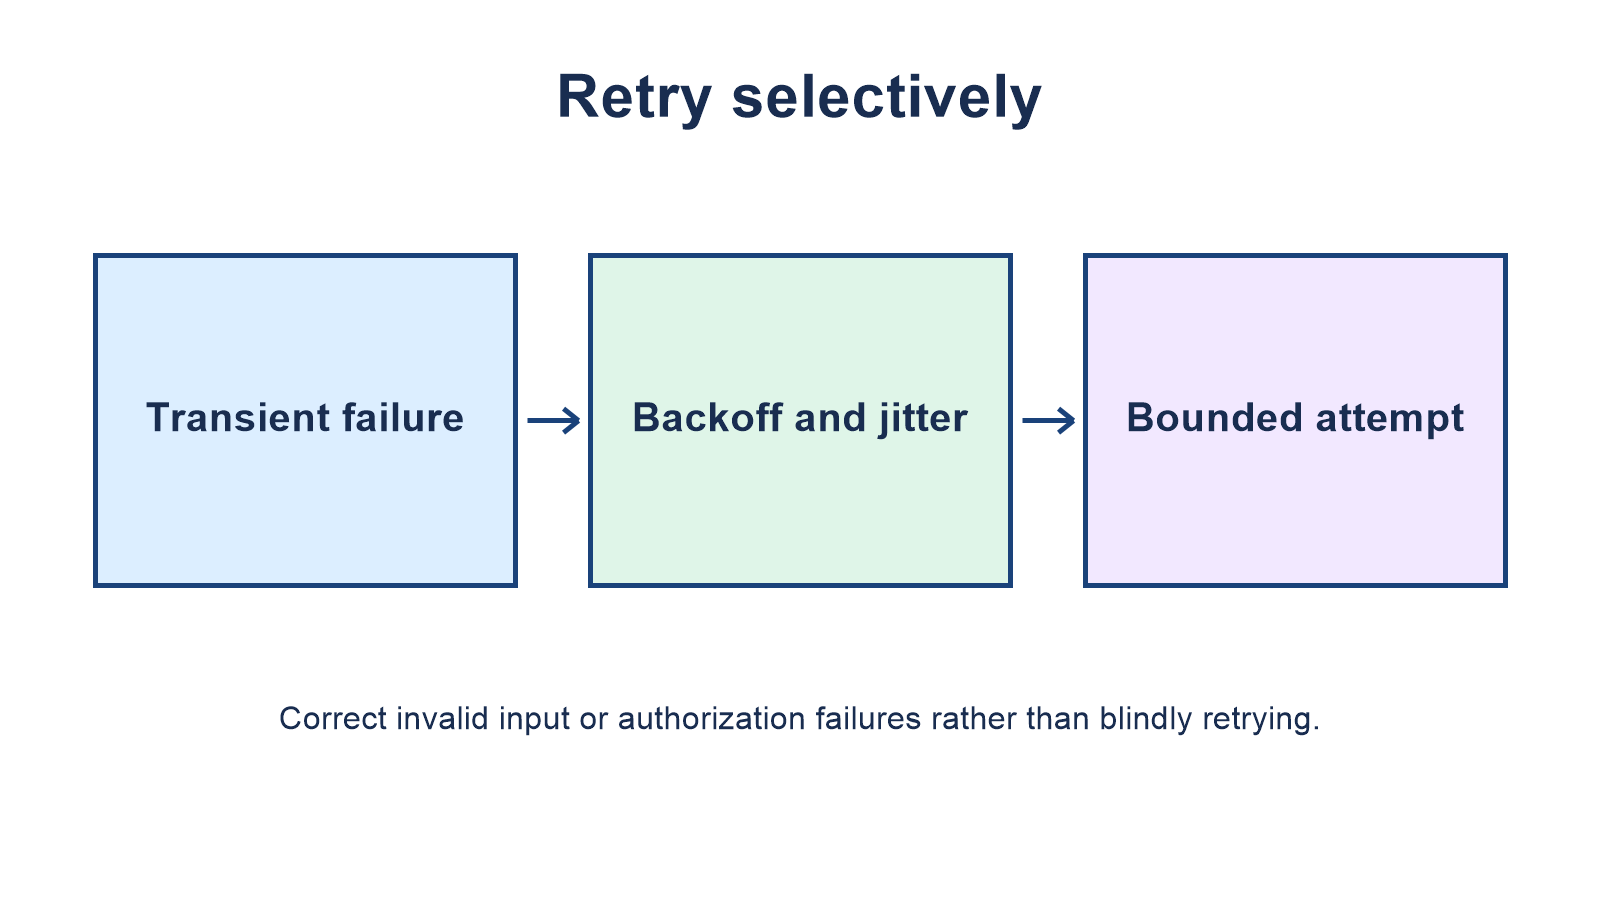 Retry selectively
Transient failure
Backoff and jitter
Bounded attempt
Correct invalid input or authorization failures rather than blindly retrying.